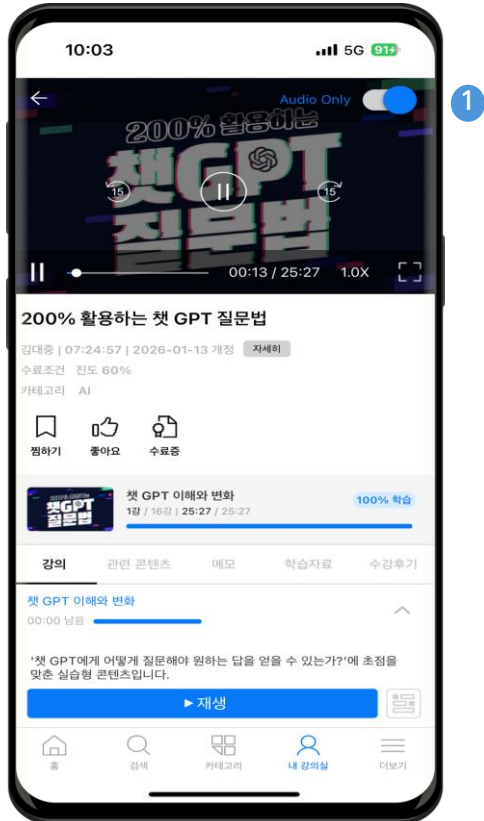 10:03 5G 91
Audio Only
1
200% 활용하는
챗GPT
질문법
15 15
00:13 / 25:27 1.0X
200% 활용하는 챗 GPT 질문법
김대중 | 07:24:57 | 2026-01-13 개정 자세히
수료조건 진도 60%
카테고리 AI
찜하기 좋아요 수료증
챗GPT
질문법
챗 GPT 이해와 변화
1강 / 16강 | 25:27 / 25:27
100% 학습
강의 관련 콘텐츠 메모 학습자료 수강후기
챗 GPT 이해와 변화
00:00 남음
'챗 GPT에게 어떻게 질문해야 원하는 답을 얻을 수 있는가?'에 초점을
맞춘 실습형 콘텐츠입니다.
▶재생
홈 검색 카테고리 내 강의실 더보기